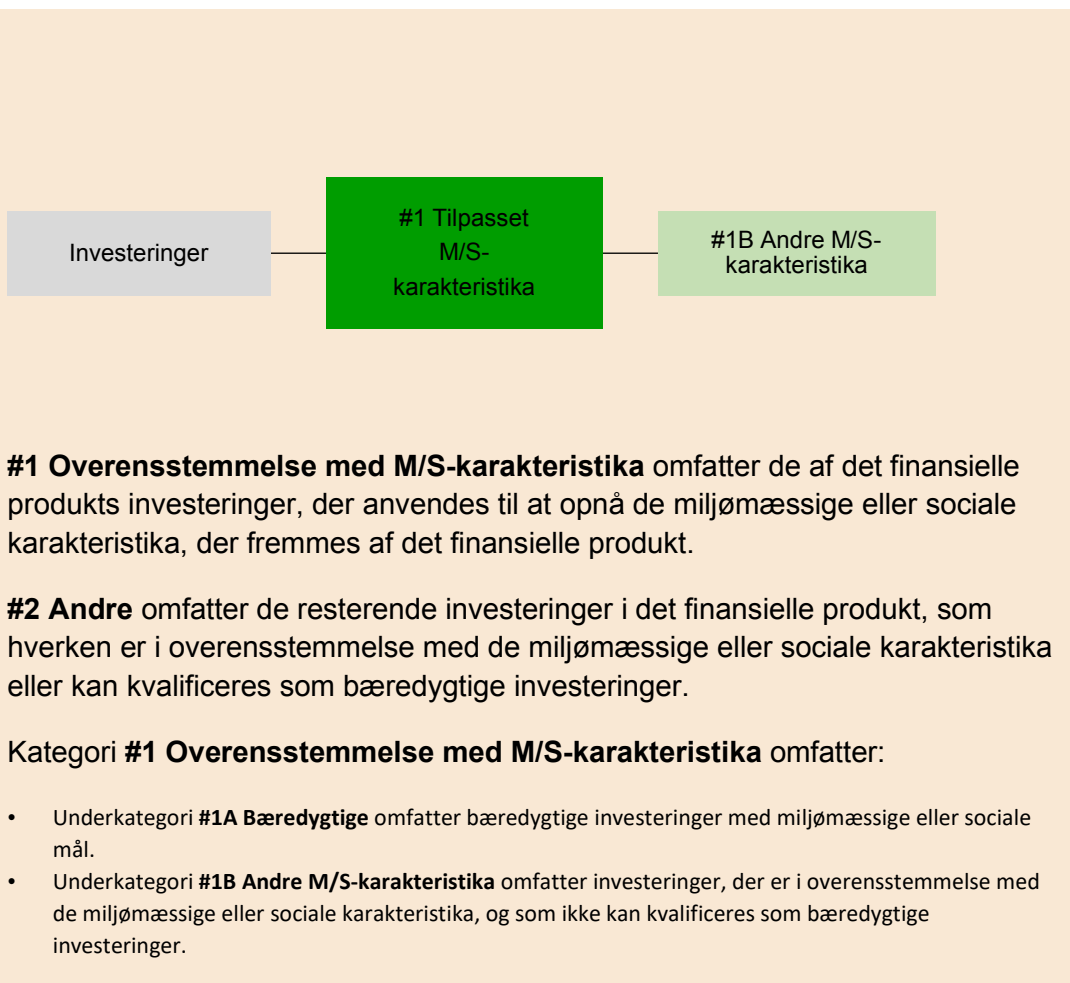 Investeringer
#1 Tilpasset
M/S-
karakteristika
#1B Andre M/S-
karakteristika
#1 Overensstemmelse med M/S-karakteristika omfatter de af det finansielle
produkts investeringer, der anvendes til at opnå de miljømæssige eller sociale
karakteristika, der fremmes af det finansielle produkt.
#2 Andre omfatter de resterende investeringer i det finansielle produkt, som
hverken er i overensstemmelse med de miljømæssige eller sociale karakteristika
eller kan kvalificeres som bæredygtige investeringer.
Kategori #1 Overensstemmelse med M/S-karakteristika omfatter:
• Underkategori #1A Bæredygtige omfatter bæredygtige investeringer med miljømæssige eller sociale
mål.
• Underkategori #1B Andre M/S-karakteristika omfatter investeringer, der er i overensstemmelse med
de miljømæssige eller sociale karakteristika, og som ikke kan kvalificeres som bæredygtige
investeringer.